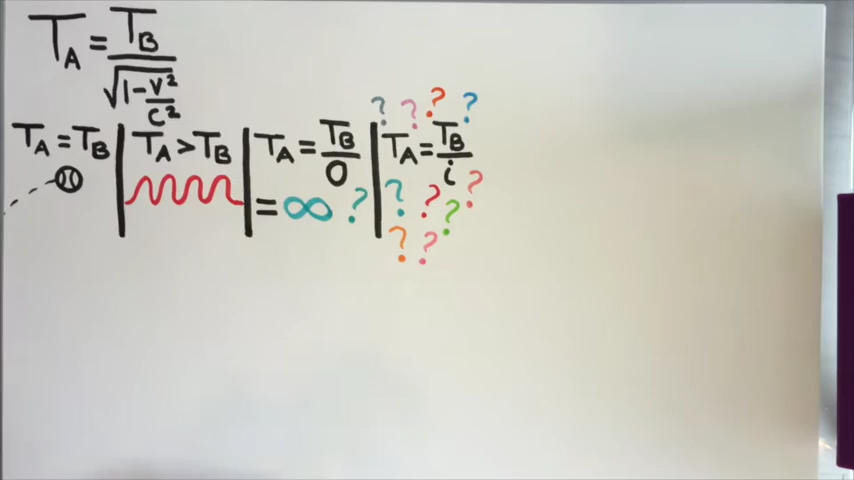 T_A = T_B / √(1 - v²/c²)
T_A = T_B | T_A > T_B | T_A = T_B / 0 | T_A = T_B / i
= ∞ ?
? ? ? ?
? ? ? ?
? ?